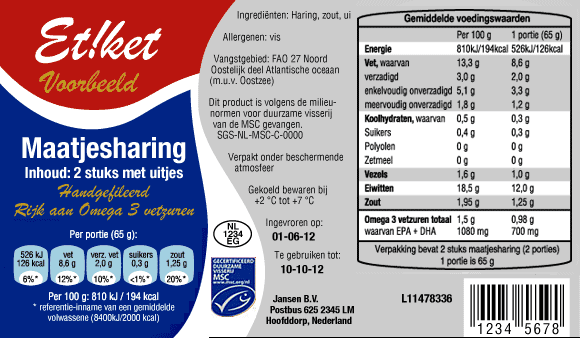 Et!ket
Voorbeeld
Maatjesharing
Inhoud: 2 stuks met uitjes
Handgefileerd
Rijk aan Omega 3 vetzuren
Per portie (65 g):
526 kJ vet verz. vet suikers zout
126 kcal 8,6 g 2,0 g 0,3 g 1,25 g
6%* 12%* 10%* <1%* 20%*
Per 100 g: 810 kJ / 194 kcal
* referentie-inname van een gemiddelde
volwassene (8400kJ/2000 kcal)
Ingrediënten: Haring, zout, ui
Allergenen: vis
Vangstgebied: FAO 27 Noord
Oostelijk deel Atlantische oceaan
(m.u.v. Oostzee)
Dit product is volgens de milieu-
normen voor duurzame visserij
van de MSC gevangen.
SGS-NL-MSC-C-0000
Verpakt onder beschermende
atmosfeer
Gekoeld bewaren bij
+2 °C tot +7 °C
NL
1234
EG
Ingevroren op:
01-06-12
Te gebruiken tot:
10-10-12
GECERTIFICEERD
DUURZAME
VISSERIJ
MSC
www.msc.org/nl
Jansen B.V.
Postbus 625 2345 LM
Hoofddorp, Nederland
Gemiddelde voedingswaarden
Per 100 g 1 portie (65 g)
Energie 810kJ/194kcal 526kJ/126kcal
Vet, waarvan 13,3 g 8,6 g
verzadigd 3,0 g 2,0 g
enkelvoudig onverzadigd 5,1 g 3,3 g
meervoudig onverzadigd 1,8 g 1,2 g
Koolhydraten, waarvan 0,5 g 0,3 g
Suikers 0,4 g 0,3 g
Polyolen 0 g 0 g
Zetmeel 0 g 0 g
Vezels 1,6 g 1,0 g
Eiwitten 18,5 g 12,0 g
Zout 1,95 g 1,25 g
Omega 3 vetzuren totaal 1,5 g 0,98 g
waarvan EPA + DHA 1080 mg 700 mg
Verpakking bevat 2 stuks maatjesharing (2 porties)
1 portie is 65 g
L11478336
1234 5678